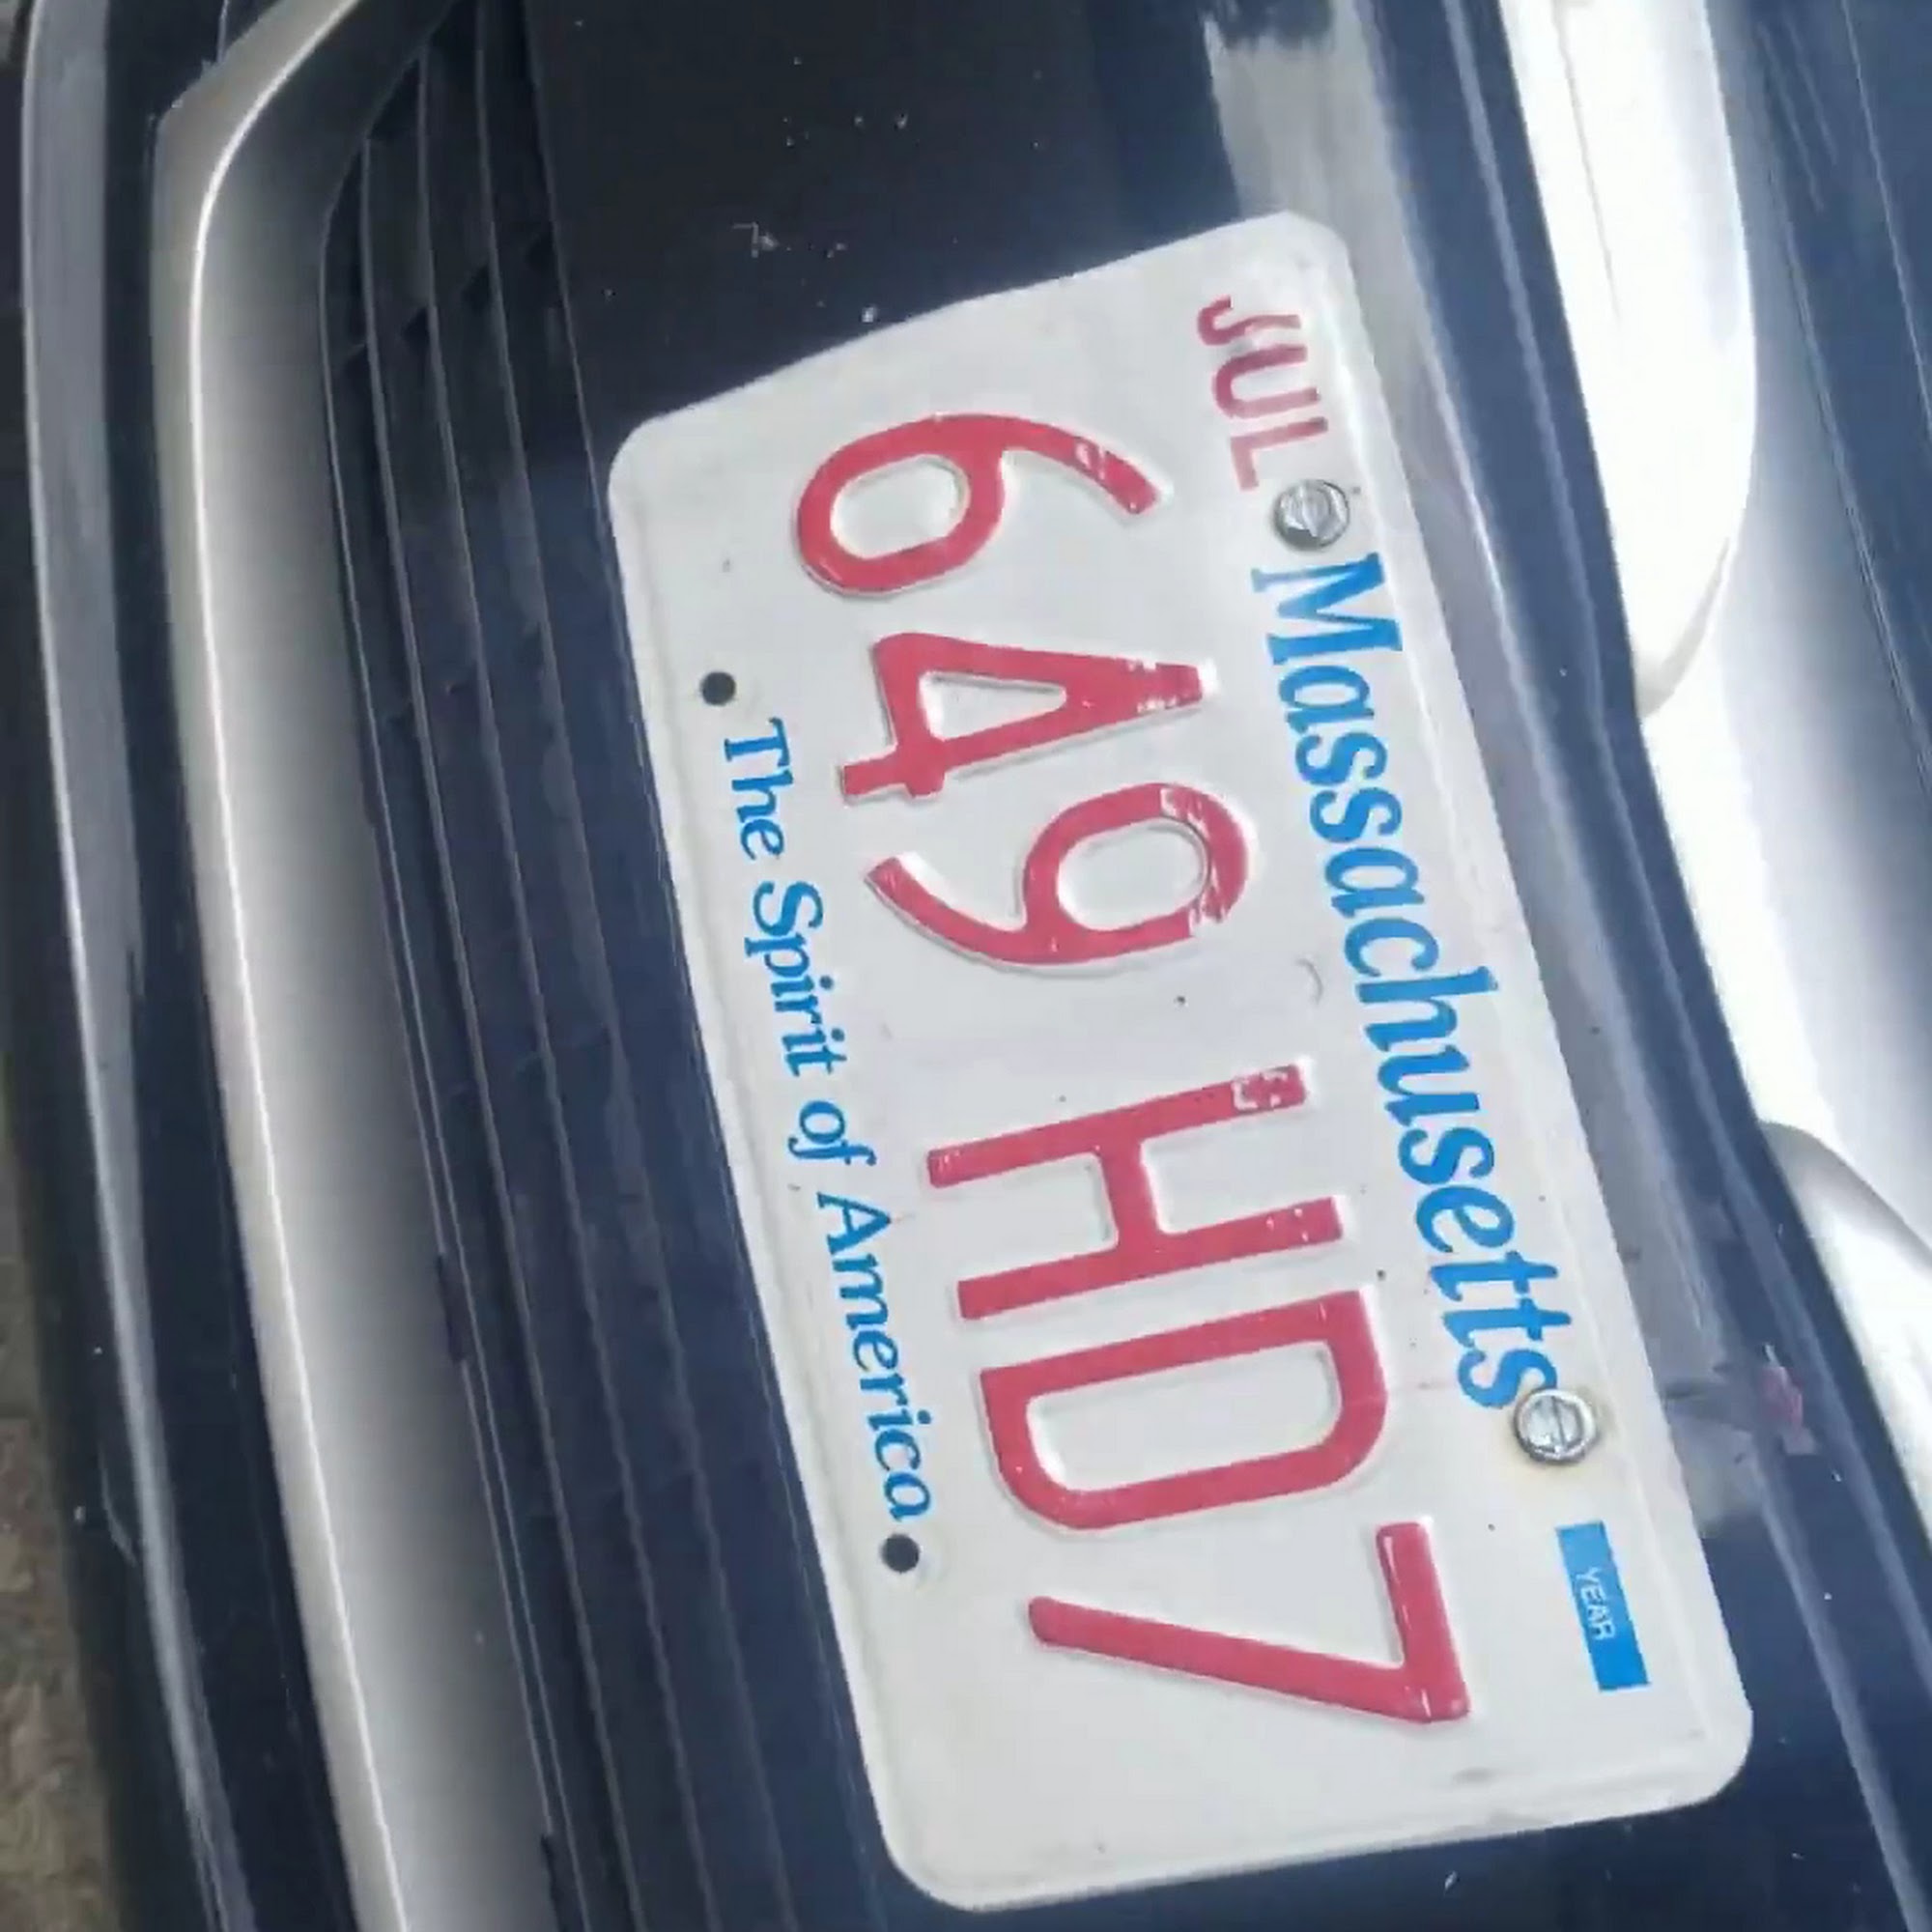 JUL Massachusetts YEAR
649 HD7
The Spirit of America